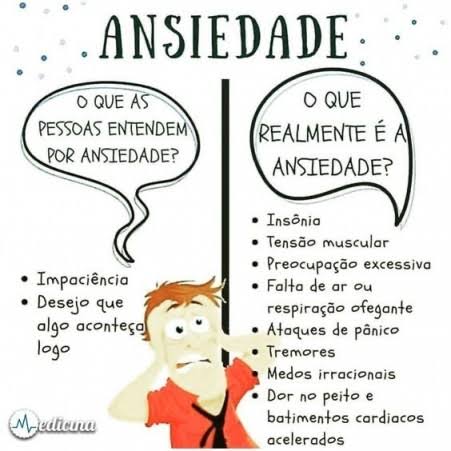 ANSIEDADE
O QUE AS
PESSOAS ENTENDEM
POR ANSIEDADE?
• Impaciência
• Desejo que
algo aconteça
logo
O QUE
REALMENTE É A
ANSIEDADE?
• Insônia
• Tensão muscular
• Preocupação excessiva
• Falta de ar ou
respiração ofegante
• Ataques de pânico
• Tremores
• Medos irracionais
• Dor no peito e
batimentos cardiacos
acelerados
Medicina